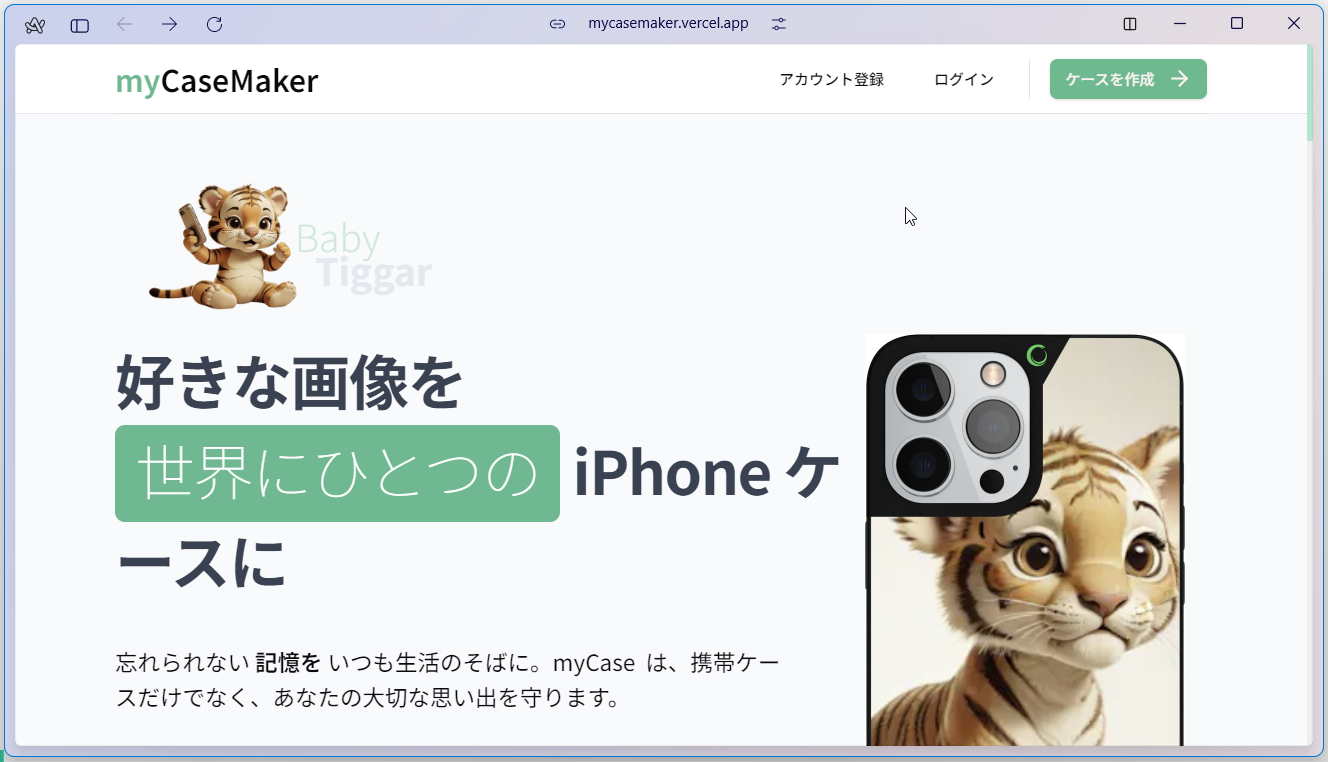 mycasemaker.vercel.app
myCaseMaker
アカウント登録
ログイン
ケースを作成
Baby
Tiggar
好きな画像を
世界にひとつの iPhone ケ
ースに
忘れられない 記憶を いつも生活のそばに。myCase は、携帯ケー
スだけでなく、あなたの大切な思い出を守ります。